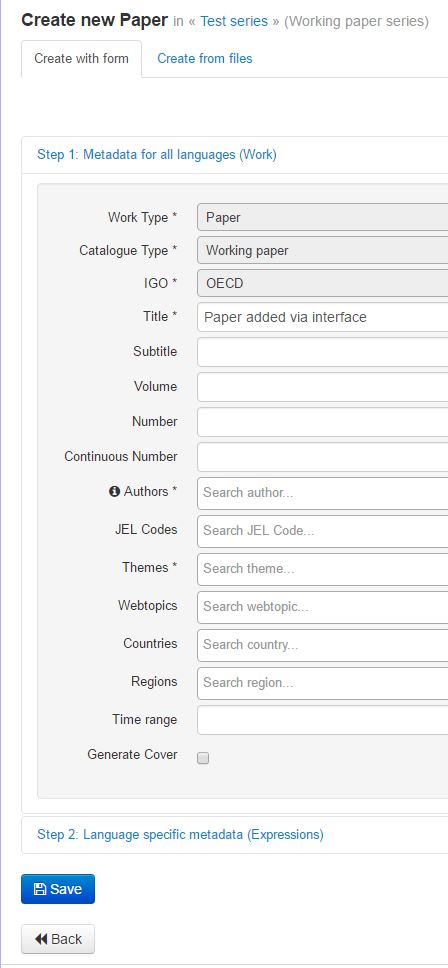 Create new Paper in « Test series » (Working paper series)
Create with form Create from files
Step 1: Metadata for all languages (Work)
Work Type * Paper
Catalogue Type * Working paper
IGO * OECD
Title * Paper added via interface
Subtitle
Volume
Number
Continuous Number
Authors * Search author...
JEL Codes Search JEL Code...
Themes * Search theme...
Webtopics Search webtopic...
Countries Search country...
Regions Search region...
Time range
Generate Cover
Step 2: Language specific metadata (Expressions)
Save
Back